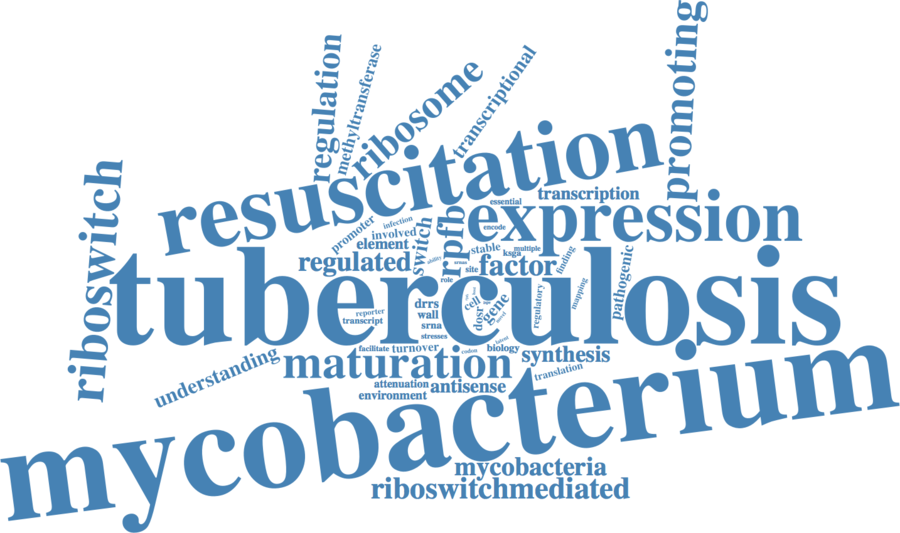 promoting
regulation
methyltransferase
ribosome
transcriptional
resuscitation
riboswitch
transcription
essential
expression
encode
promoter
infection
involved
element
switch
rpfb
stable
multiple
ksga
regulated
factor
site
finding
pathogenic
role
mapping
regulatory
tuberculosis
cell
gene
dosr
drrs
wall
srna
reporter
transcript
stresses
facilitate
turnover
codon
biology
latent
maturation
synthesis
understanding
translation
attenuation
antisense
environment
mycobacterium
mycobacteria
riboswitchmediated